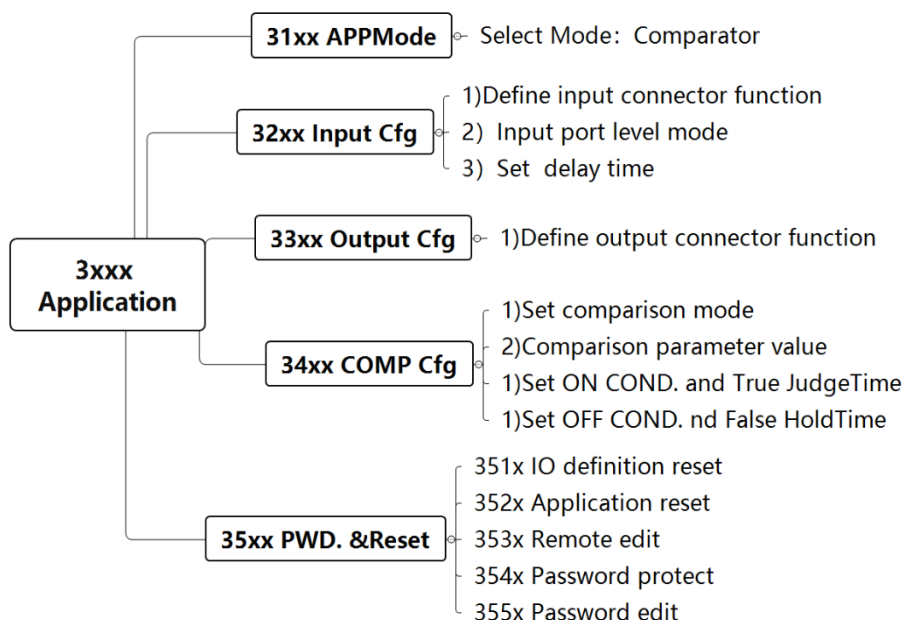 31xx APPMode
Select Mode: Comparator
32xx Input Cfg
1)Define input connector function
2) Input port level mode
3) Set delay time
33xx Output Cfg
1)Define output connector function
3xxx
Application
34xx COMP Cfg
1)Set comparison mode
2)Comparison parameter value
1)Set ON COND. and True JudgeTime
1)Set OFF COND. nd False HoldTime
35xx PWD. &Reset
351x IO definition reset
352x Application reset
353x Remote edit
354x Password protect
355x Password edit